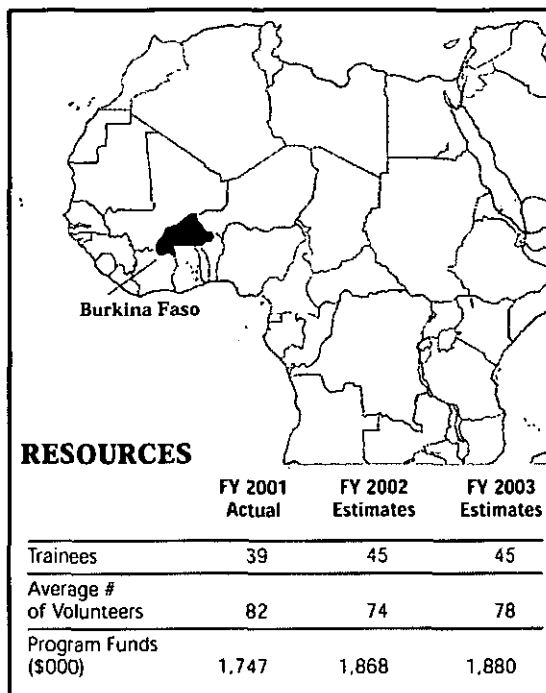 Burkina Faso
RESOURCES
FY 2001 FY 2002 FY 2003
Actual Estimates Estimates
Trainees 39 45 45
Average #
of Volunteers 82 74 78
Program Funds
($000) 1,747 1,868 1,880